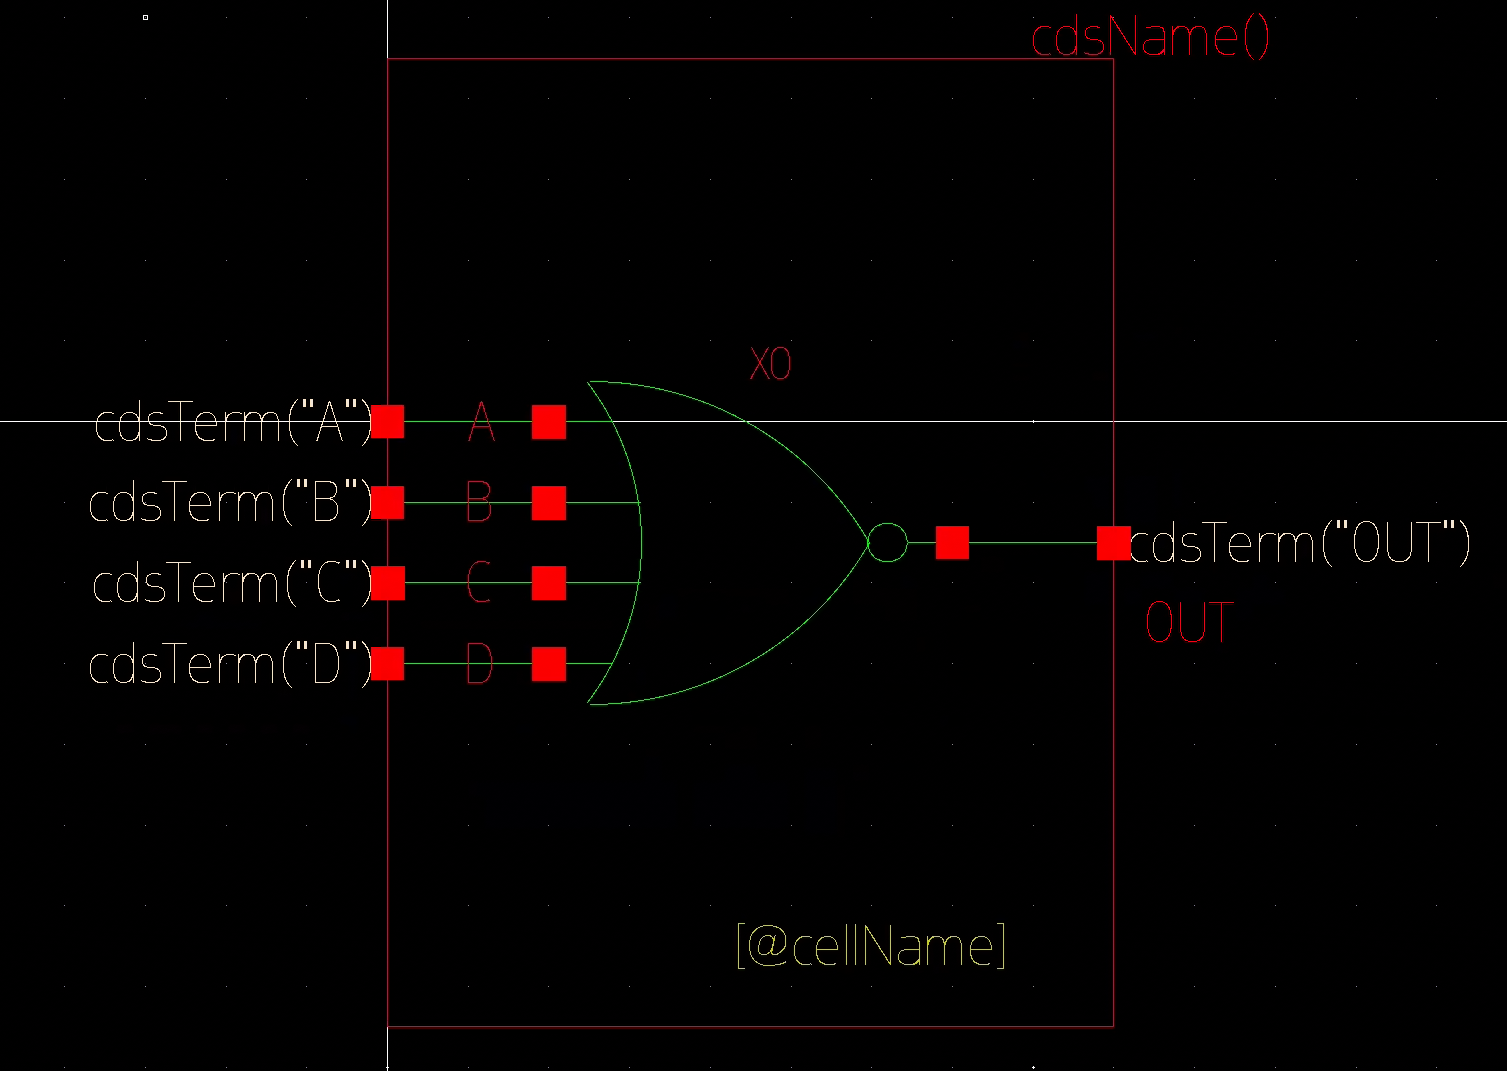 cdsName()
X0
cdsTerm("A")
A
cdsTerm("B")
B
cdsTerm("OUT")
cdsTerm("C")
C
OUT
cdsTerm("D")
D
[@cellName]